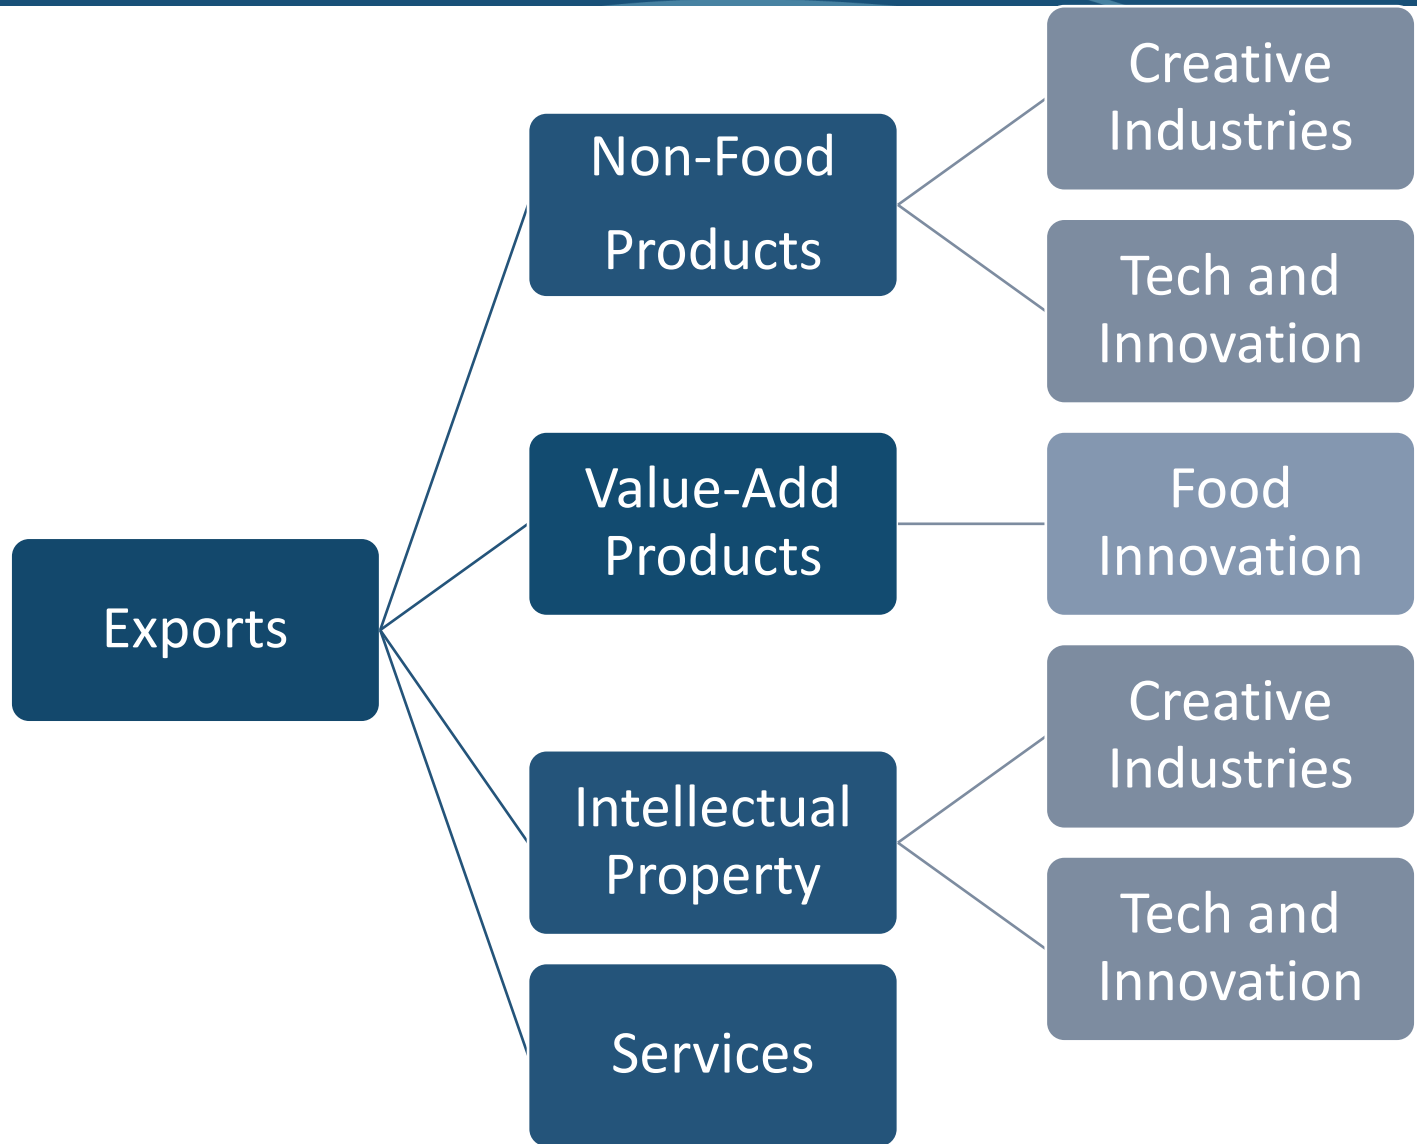 Exports
Non-Food
Products
Creative
Industries
Tech and
Innovation
Value-Add
Products
Food
Innovation
Intellectual
Property
Creative
Industries
Tech and
Innovation
Services